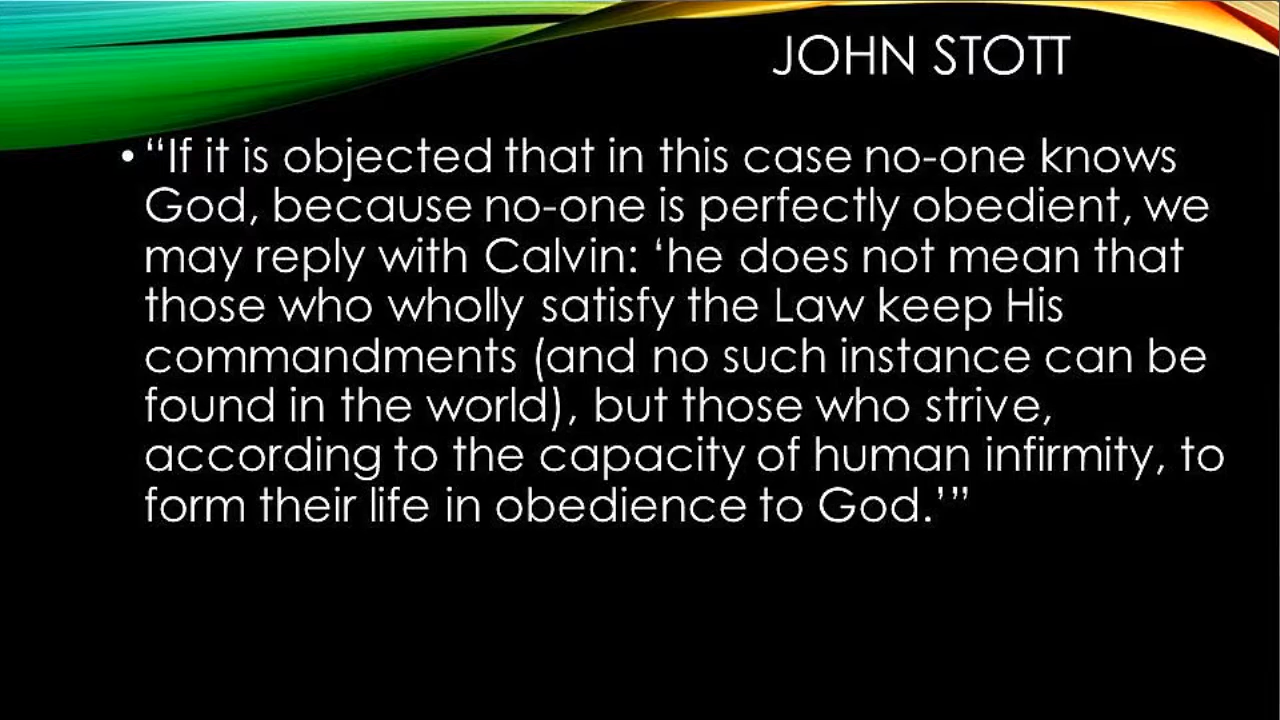 JOHN STOTT
• “If it is objected that in this case no-one knows
God, because no-one is perfectly obedient, we
may reply with Calvin: ‘he does not mean that
those who wholly satisfy the Law keep His
commandments (and no such instance can be
found in the world), but those who strive,
according to the capacity of human infirmity, to
form their life in obedience to God.’”